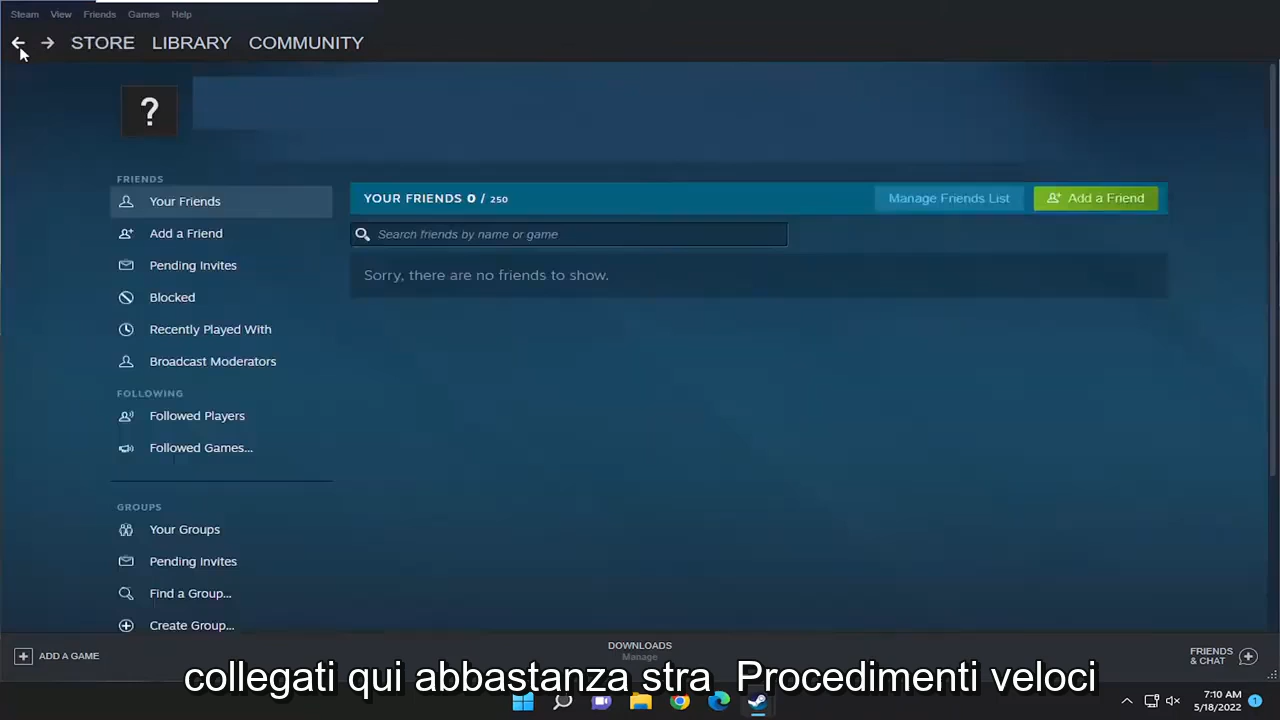 Steam View Friends Games Help
STORE LIBRARY COMMUNITY
?
FRIENDS
Your Friends
Add a Friend
Pending Invites
Blocked
Recently Played With
Broadcast Moderators
FOLLOWING
Followed Players
Followed Games...
GROUPS
Your Groups
Pending Invites
Find a Group...
Create Group...
YOUR FRIENDS 0 / 250
Manage Friends List
Add a Friend
Search friends by name or game
Sorry, there are no friends to show.
ADD A GAME
DOWNLOADS
Manage
FRIENDS
& CHAT
collegati qui abbastanza stra Procedimenti veloci
7:10 AM
5/18/2022
1